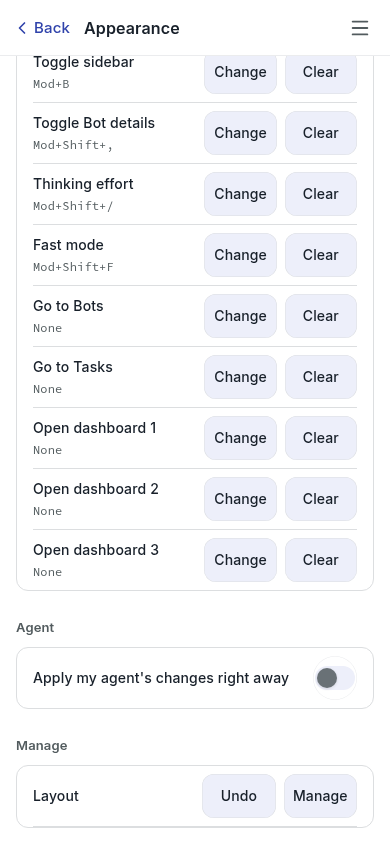 Back Appearance
Toggle sidebar
Mod+B
Change Clear
Toggle Bot details
Mod+Shift+,
Change Clear
Thinking effort
Mod+Shift+/
Change Clear
Fast mode
Mod+Shift+F
Change Clear
Go to Bots
None
Change Clear
Go to Tasks
None
Change Clear
Open dashboard 1
None
Change Clear
Open dashboard 2
None
Change Clear
Open dashboard 3
None
Change Clear
Agent
Apply my agent's changes right away
Manage
Layout Undo Manage